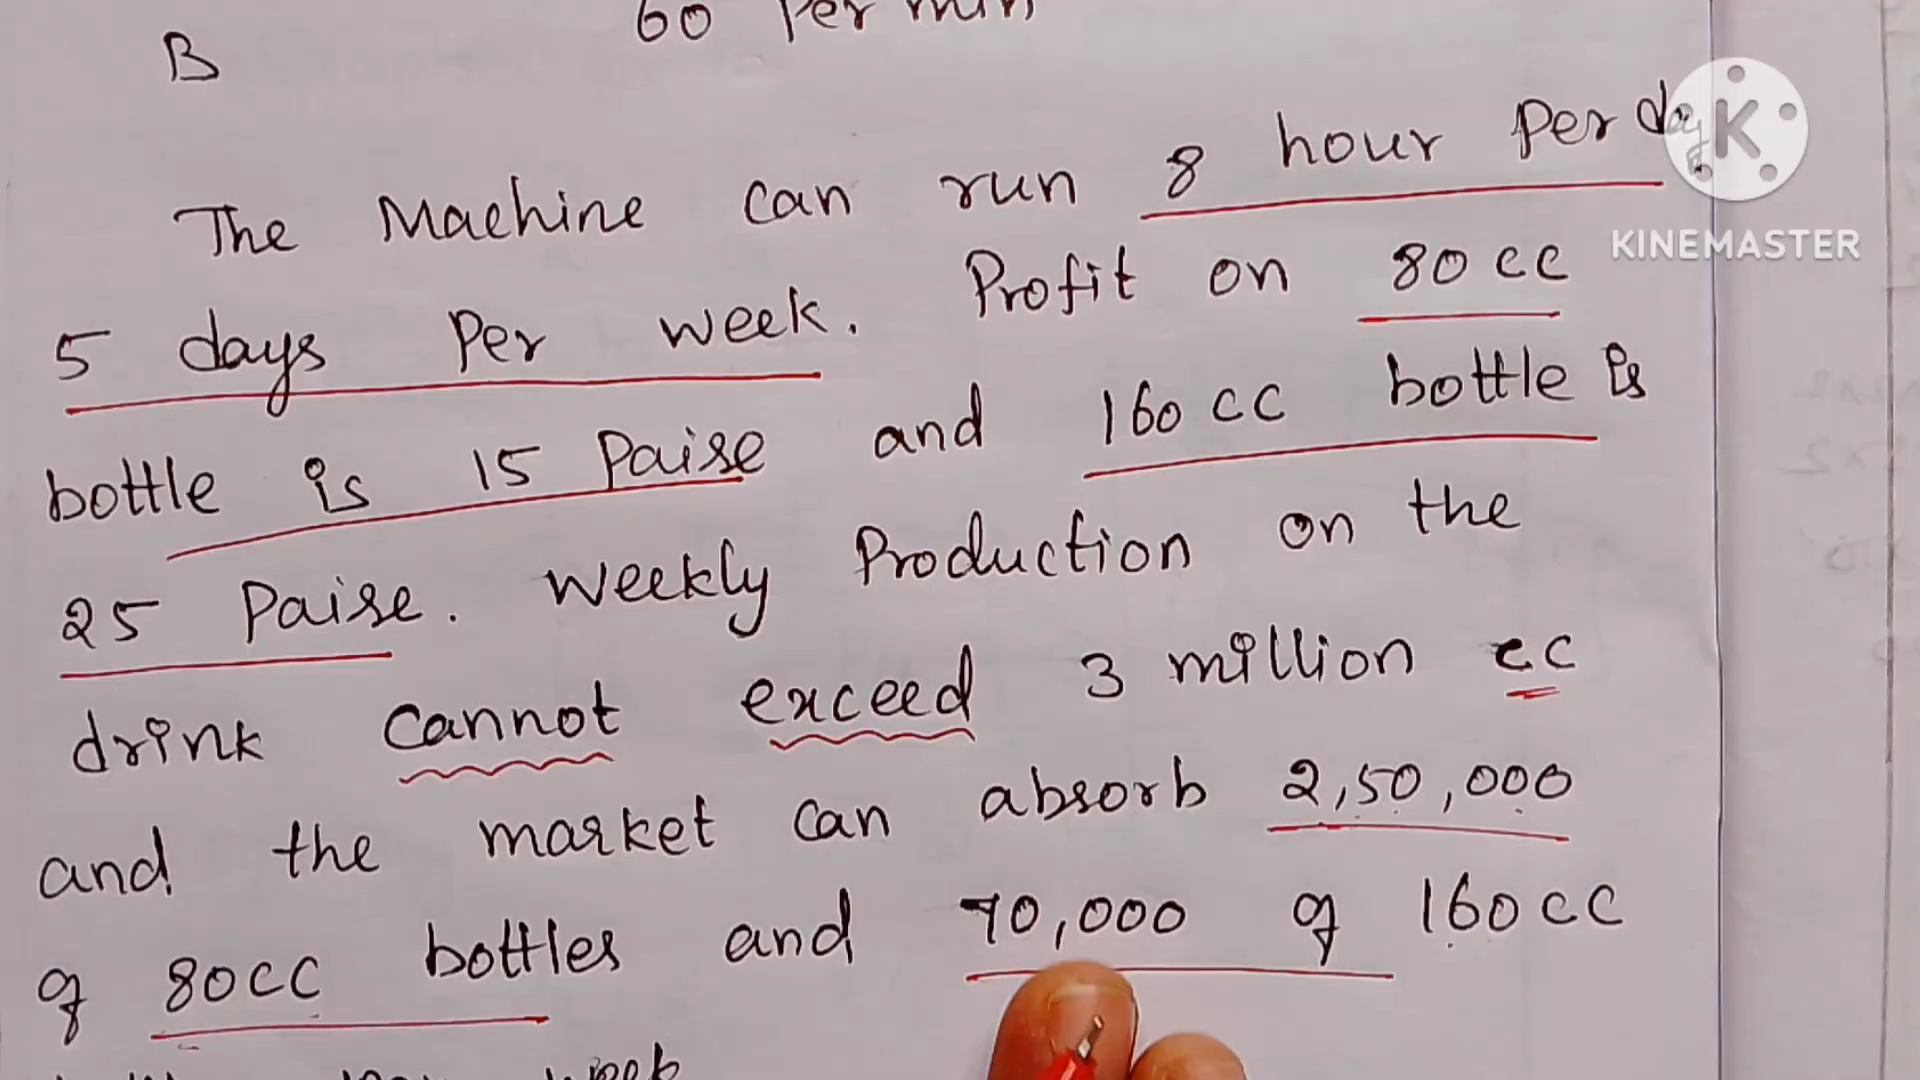 60 Per min
B
The Machine can run 8 hour Per day
K
KINEMASTER
5 days Per week. Profit on 80 cc
bottle is 15 Paise and 160 cc bottle is
25 Paise. Weekly Production on the
drink cannot exceed 3 million cc
and the market can absorb 2,50,000
of 80cc bottles and 70,000 of 160cc
week